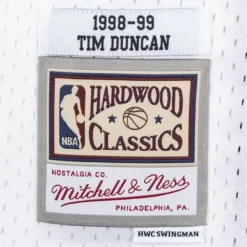 1998-99
TIM DUNCAN
NBA
HARDWOOD
CLASSICS
NOSTALGIA CO.
Mitchell & Ness
PHILADELPHIA, PA.
HWC SWINGMAN